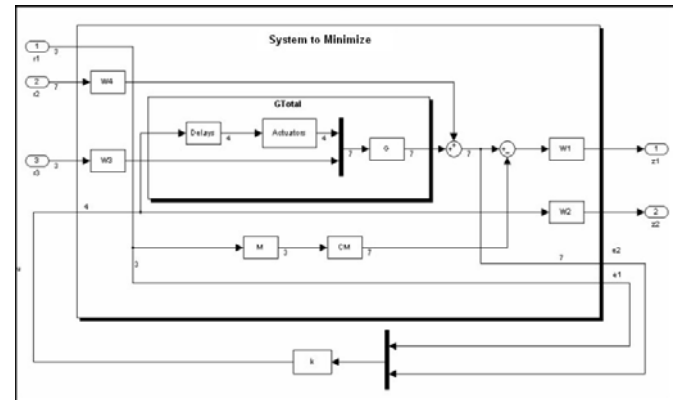 System to Minimize
1
3
r1
2
7
r2
W4
GTotal
Delays
4
Actuators
4
7
G
7
7
W1
1
z1
3
3
r3
W3
4
W2
2
z2
M
3
CM
7
3
7
e2
e1
u
k